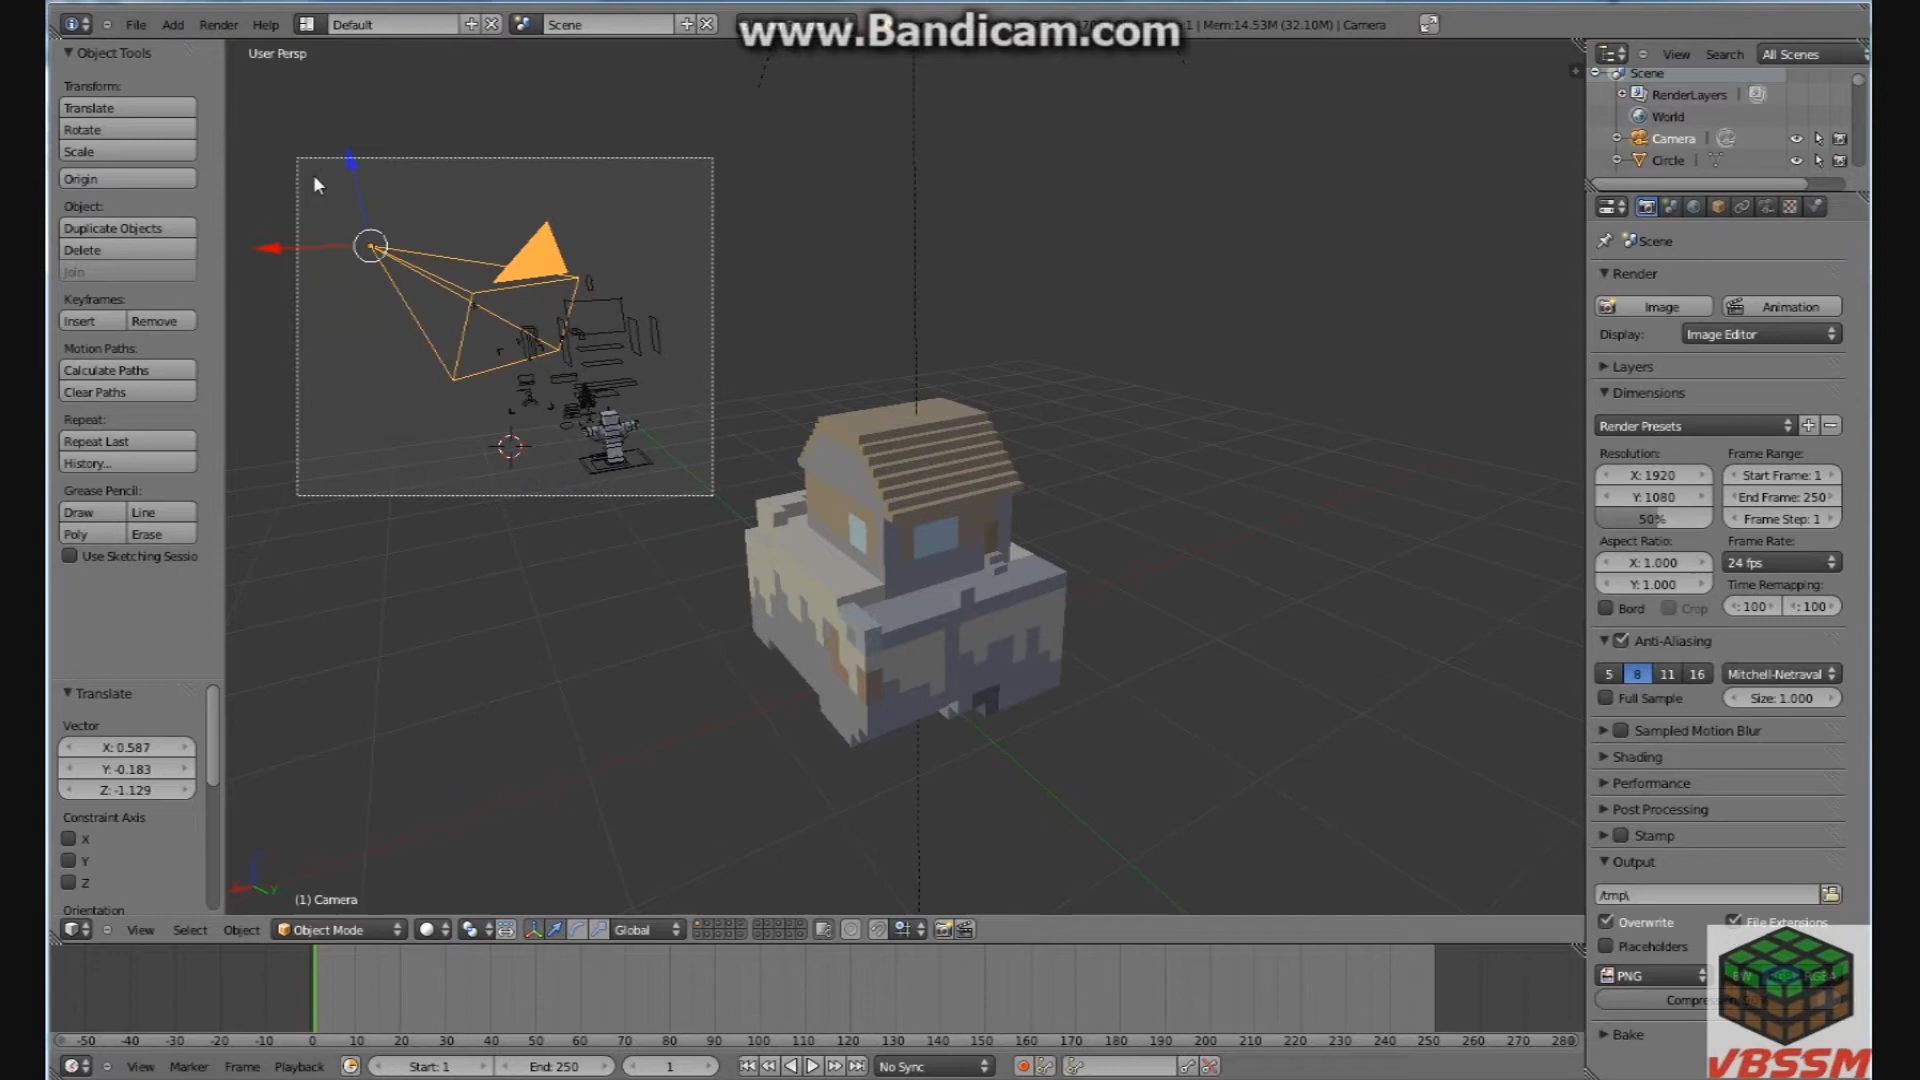 File Add Render Help Default Scene www.Bandicam.com :1 | Mem:14.53M (32.10M) | Camera
Object Tools
User Persp
View Search All Scenes
Scene
RenderLayers
World
Camera
Circle
Transform:
Translate
Rotate
Scale
Origin
Object:
Duplicate Objects
Delete
Join
Keyframes:
Insert Remove
Motion Paths:
Calculate Paths
Clear Paths
Repeat:
Repeat Last
History...
Grease Pencil:
Draw Line
Poly Erase
Use Sketching Sessio
Translate
Vector
X: 0.587
Y: -0.183
Z: -1.129
Constraint Axis
X
Y
Z
Orientation
(1) Camera
View Select Object Object Mode Global
Scene
Render
Image Animation
Display: Image Editor
Layers
Dimensions
Render Presets
Resolution: Frame Range:
X: 1920 Start Frame: 1
Y: 1080 End Frame: 250
50% Frame Step: 1
Aspect Ratio: Frame Rate:
X: 1.000 24 fps
Y: 1.000 Time Remapping:
Bord Crop : 100 : 100
Anti-Aliasing
5 8 11 16 Mitchell-Netraval
Full Sample Size: 1.000
Sampled Motion Blur
Shading
Performance
Post Processing
Stamp
Output
/tmp\
Overwrite File Extensions
Placeholders
PNG BW RGBA
Bake
VBSSM
-50 -40 -30 -20 -10 0 10 20 30 40 50 60 70 80 90 100 110 120 130 140 150 160 170 180 190 200 210 220 230 240 250 260 270 280
View Marker Frame Playback Start: 1 End: 250 1 No Sync